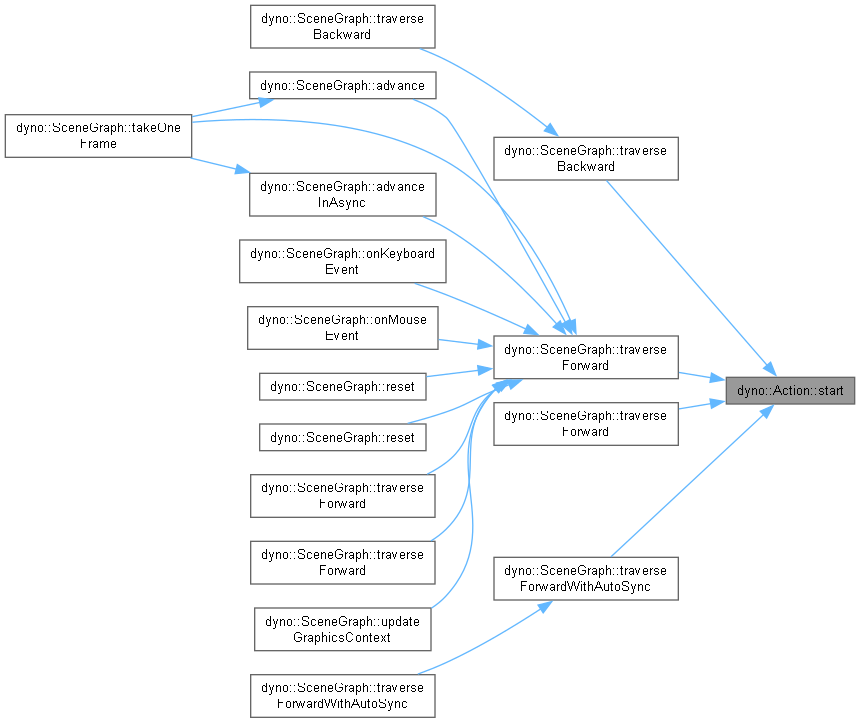 dyno::SceneGraph::traverse
Backward
dyno::SceneGraph::advance
dyno::SceneGraph::takeOne
Frame
dyno::SceneGraph::traverse
Backward
dyno::SceneGraph::advance
InAsync
dyno::SceneGraph::onKeyboard
Event
dyno::SceneGraph::onMouse
Event
dyno::SceneGraph::traverse
Forward
dyno::SceneGraph::reset
dyno::Action::start
dyno::SceneGraph::traverse
Forward
dyno::SceneGraph::reset
dyno::SceneGraph::traverse
Forward
dyno::SceneGraph::traverse
Forward
dyno::SceneGraph::traverse
ForwardWithAutoSync
dyno::SceneGraph::update
GraphicsContext
dyno::SceneGraph::traverse
ForwardWithAutoSync